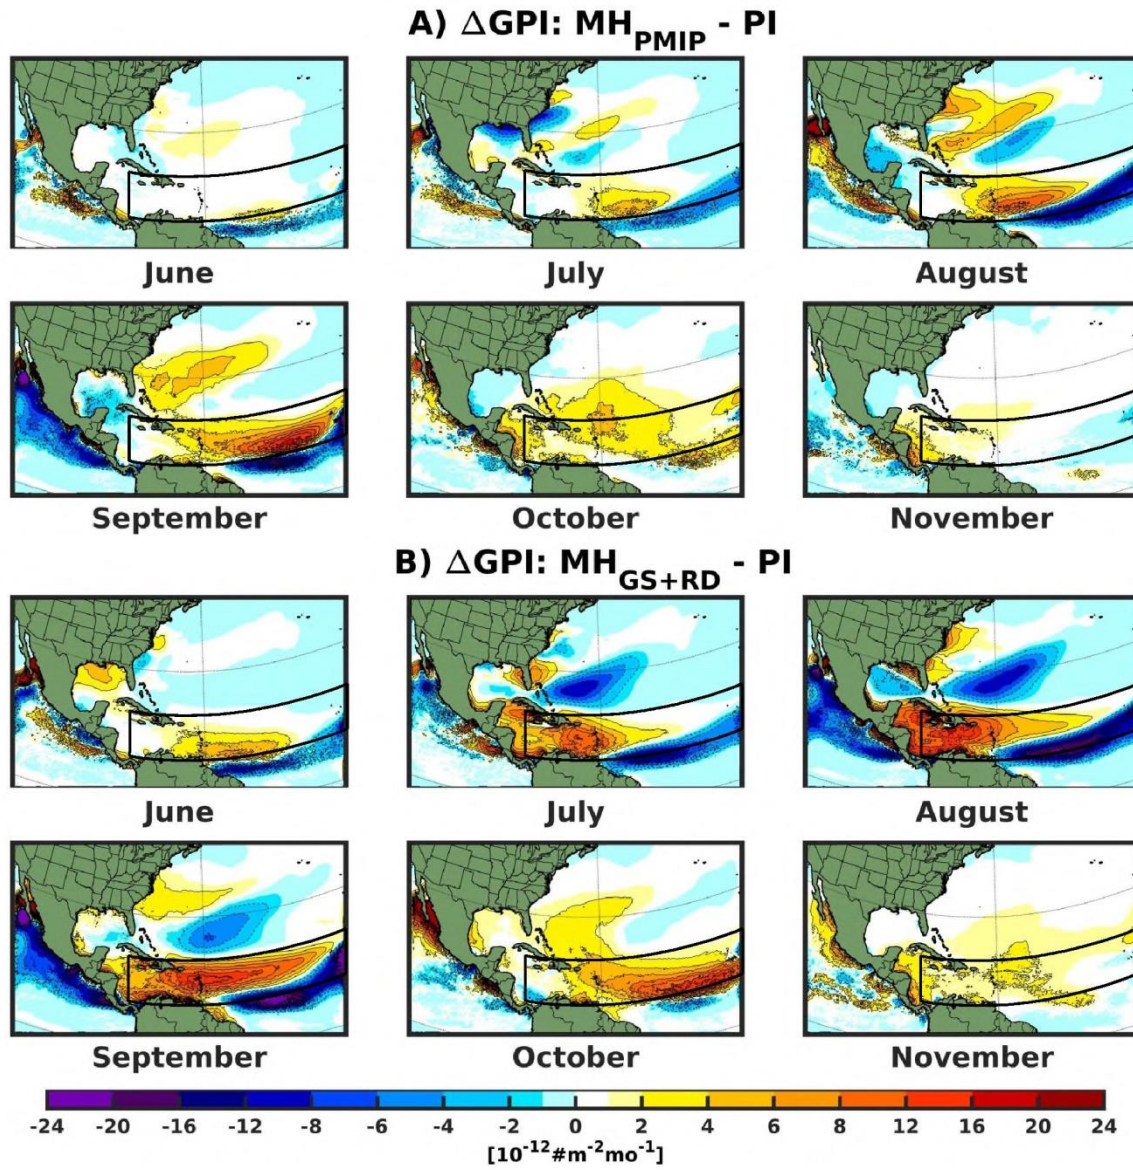 A) ΔGPI: MH_PMIP - PI
June July August
September October November
B) ΔGPI: MH_GS+RD - PI
June July August
September October November
-24 -20 -16 -12 -8 -6 -4 -2 0 2 4 6 8 12 16 20 24
[10⁻¹²#m⁻²mo⁻¹]